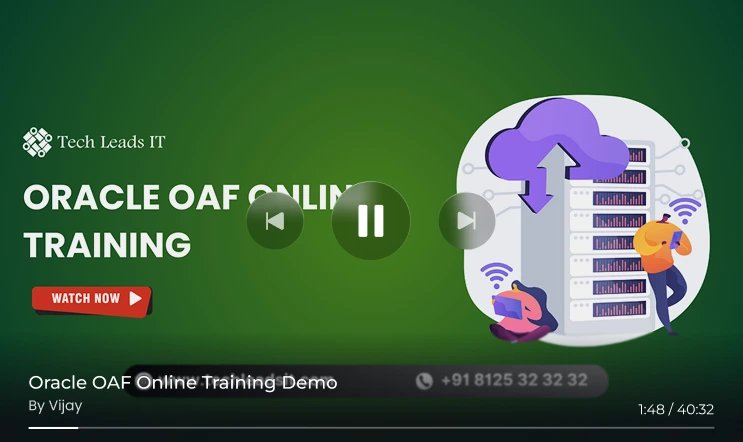 Tech Leads IT
ORACLE OAF ONLIN
TRAINING
WATCH NOW
Oracle OAF Online Training Demo
www.techleadsit.com
+91 8125 32 32 32
By Vijay
1:48 / 40:32